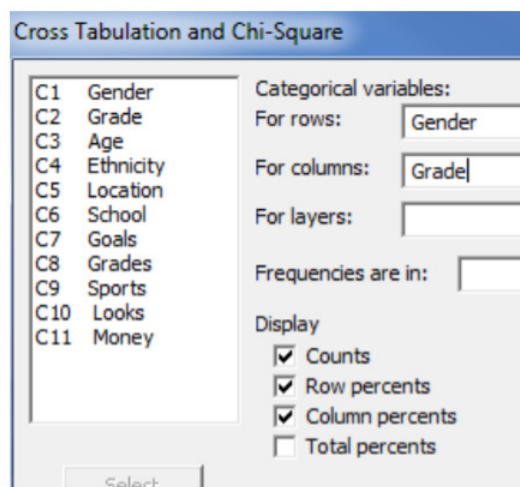 Cross Tabulation and Chi-Square
C1 Gender
C2 Grade
C3 Age
C4 Ethnicity
C5 Location
C6 School
C7 Goals
C8 Grades
C9 Sports
C10 Looks
C11 Money
Categorical variables:
For rows: Gender
For columns: Grade
For layers:
Frequencies are in:
Display
Counts
Row percents
Column percents
Total percents
Select